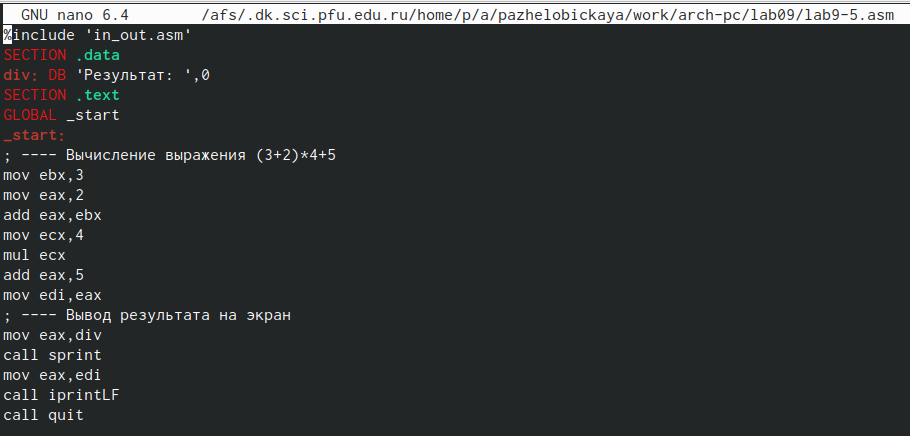 GNU nano 6.4 /afs/.dk.sci.pfu.edu.ru/home/p/a/pazhelobickaya/work/arch-pc/lab09/lab9-5.asm
%include 'in_out.asm'
SECTION .data
div: DB 'Результат: ',0
SECTION .text
GLOBAL _start
_start:
; ---- Вычисление выражения (3+2)*4+5
mov ebx,3
mov eax,2
add eax,ebx
mov ecx,4
mul ecx
add eax,5
mov edi,eax
; ---- Вывод результата на экран
mov eax,div
call sprint
mov eax,edi
call iprintLF
call quit